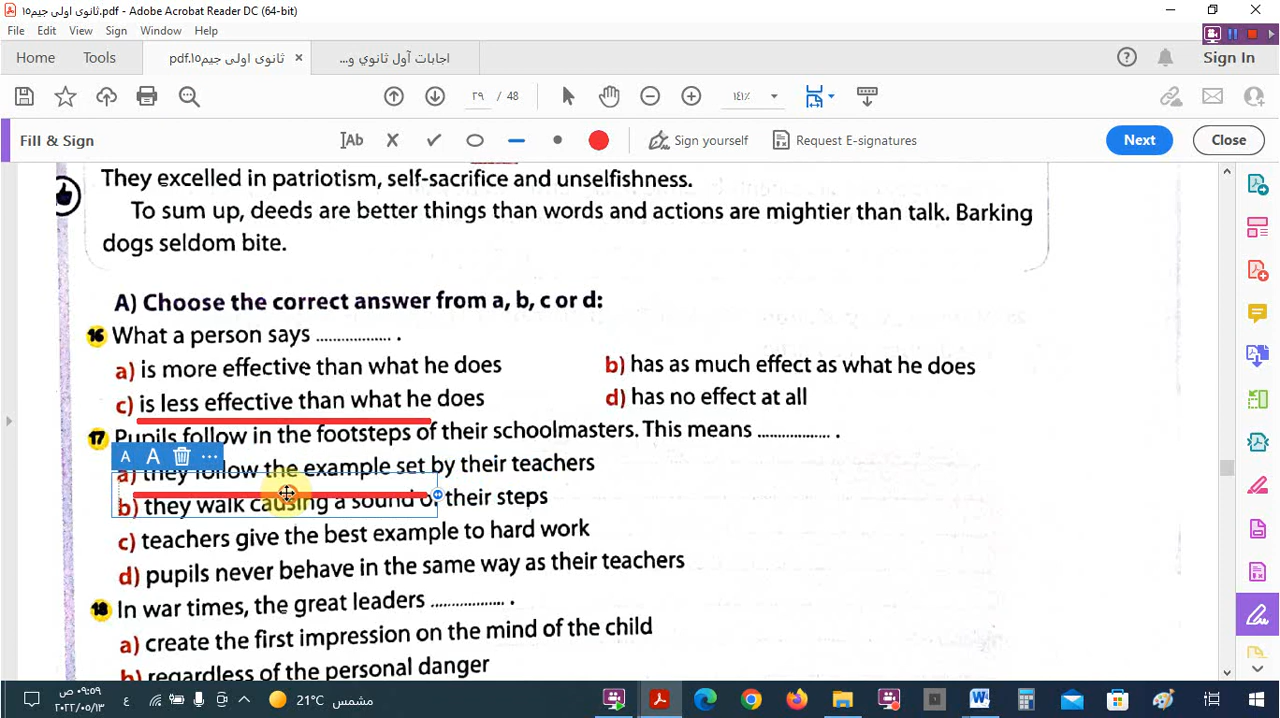 ثانوى اولى جيم١٥.pdf - Adobe Acrobat Reader DC (64-bit)
File Edit View Sign Window Help
Home Tools ثانوى اولى جيم١٥.pdf × اجابات أول ثانوي و...
Sign In
٢٩ / 48 ١٤١٪
Fill & Sign Ab Sign yourself Request E-signatures Next Close
They excelled in patriotism, self-sacrifice and unselfishness.
To sum up, deeds are better things than words and actions are mightier than talk. Barking
dogs seldom bite.
A) Choose the correct answer from a, b, c or d:
16 What a person says .................. .
a) is more effective than what he does b) has as much effect as what he does
c) is less effective than what he does d) has no effect at all
17 Pupils follow in the footsteps of their schoolmasters. This means .................. .
A A ...
a) they follow the example set by their teachers
b) they walk causing a sound of their steps
c) teachers give the best example to hard work
d) pupils never behave in the same way as their teachers
18 In war times, the great leaders .................. .
a) create the first impression on the mind of the child
b) regardless of the personal danger
٠٩:٥٩ ص
٢٠٢٢/٠٥/١٣
ع
21°C مشمس